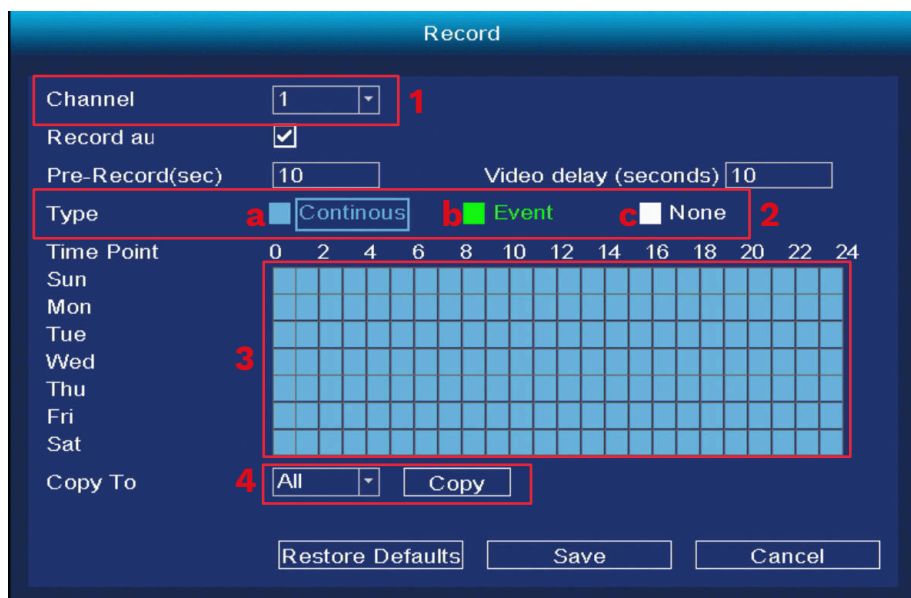 Record
Channel 1 1
Record au
Pre-Record(sec) 10 Video delay (seconds) 10
Type a Continous b Event c None 2
Time Point 0 2 4 6 8 10 12 14 16 18 20 22 24
Sun
Mon
Tue
Wed 3
Thu
Fri
Sat
Copy To 4 All Copy
Restore Defaults Save Cancel